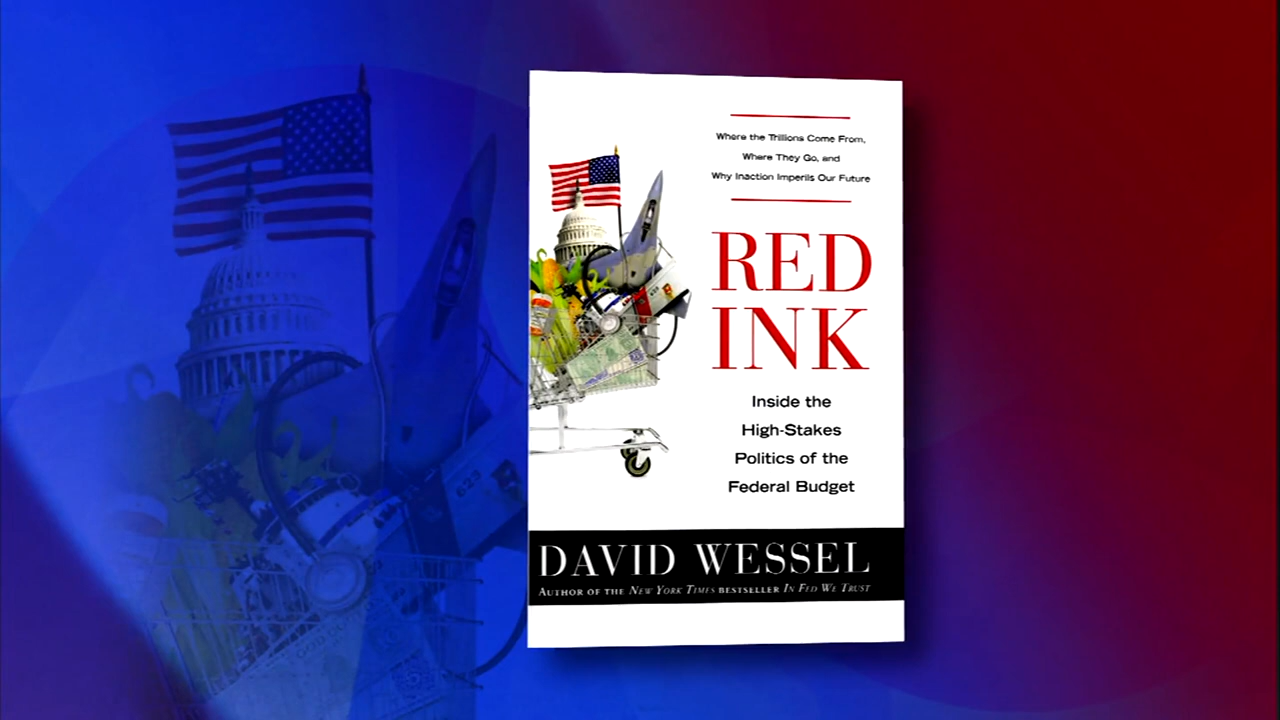 Where the Trillions Come From,
Where They Go, and
Why Inaction Imperils Our Future
RED
INK
Inside the
High-Stakes
Politics of the
Federal Budget
DAVID WESSEL
AUTHOR OF THE NEW YORK TIMES BESTSELLER IN FED WE TRUST